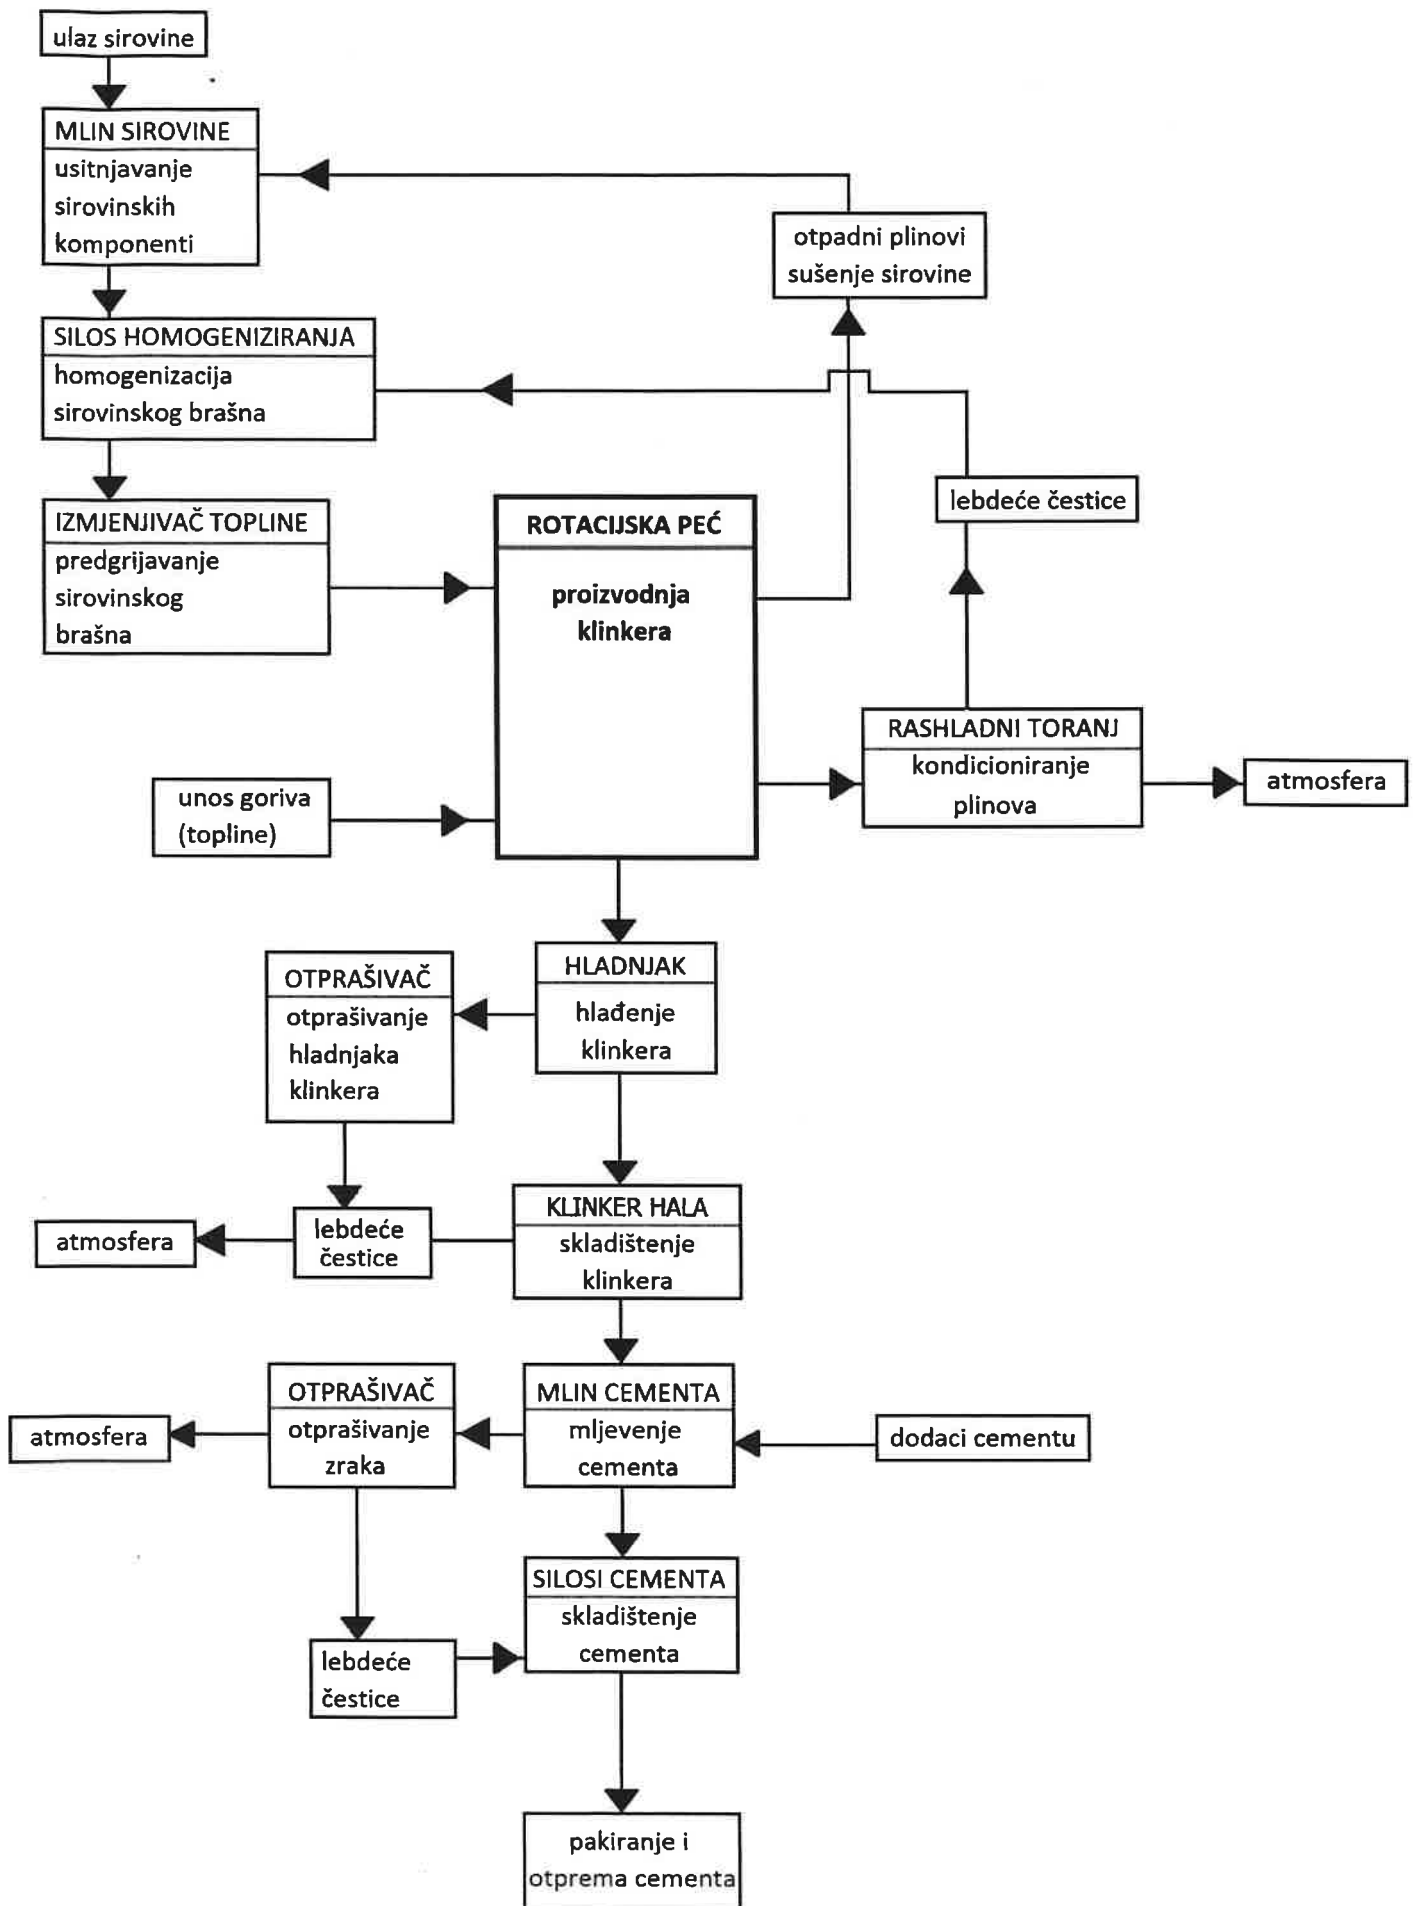 ulaz sirovine
MLIN SIROVINE
usitnjavanje
sirovinskih
komponenti
otpadni plinovi
sušenje sirovine
SILOS HOMOGENIZIRANJA
homogenizacija
sirovinskog brašna
lebdeće čestice
IZMJENJIVAČ TOPLINE
predgrijavanje
sirovinskog
brašna
ROTACIJSKA PEĆ
proizvodnja
klinkera
RASHLADNI TORANJ
kondicioniranje
plinova
atmosfera
unos goriva
(topline)
HLADNJAK
hlađenje
klinkera
OTPRAŠIVAČ
otprašivanje
hladnjaka
klinkera
KLINKER HALA
skladištenje
klinkera
lebdeće
čestice
atmosfera
MLIN CEMENTA
mljevenje
cementa
OTPRAŠIVAČ
otprašivanje
zraka
atmosfera
dodaci cementu
SILOSI CEMENTA
skladištenje
cementa
lebdeće
čestice
pakiranje i
otprema cementa